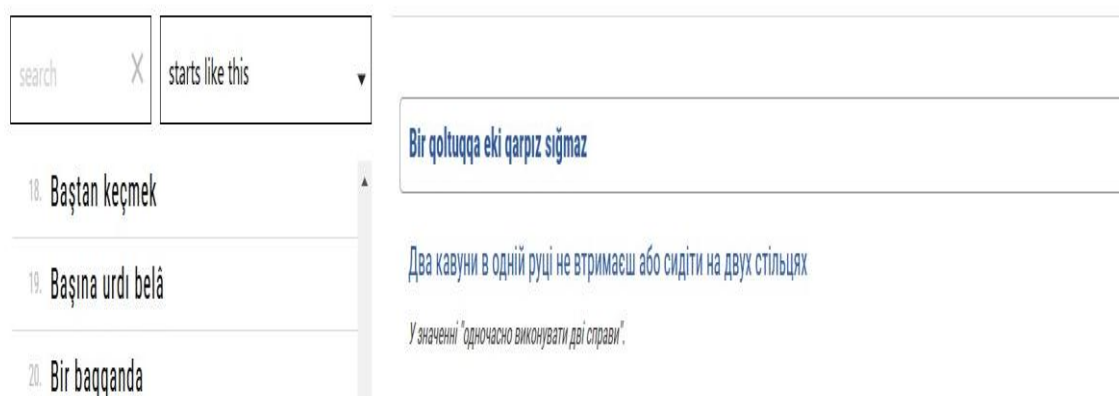 search
starts like this
18. Baştan keçmek
19. Başına urdı belâ
20. Bir baqqanda
Bir qoltuqqa eki qarpız sığmaz
Два кавуни в одній руці не втримаєш або сидіти на двух стільцях
У значенні "одночасно виконувати дві справи".